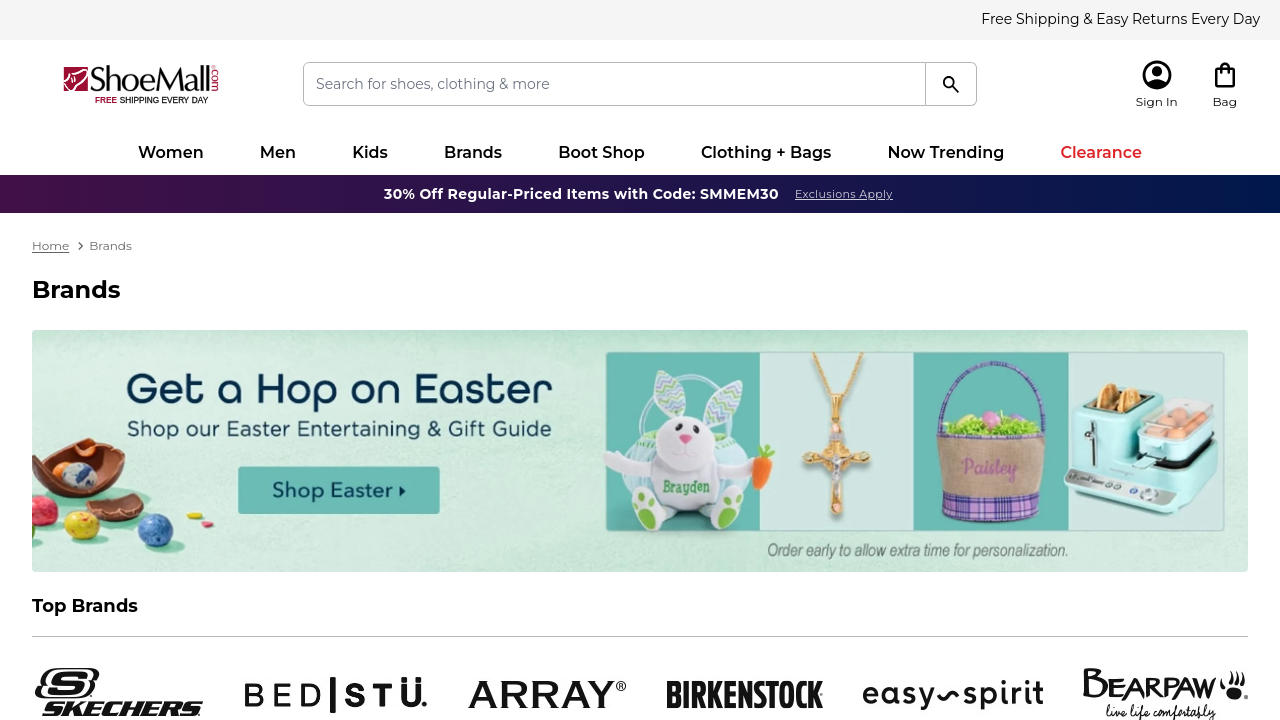 Free Shipping & Easy Returns Every Day
ShoeMall.com
FREE SHIPPING EVERY DAY
Search for shoes, clothing & more
Sign In
Bag
Women
Men
Kids
Brands
Boot Shop
Clothing + Bags
Now Trending
Clearance
30% Off Regular-Priced Items with Code: SMMEM30 Exclusions Apply
Home > Brands
Brands
Get a Hop on Easter
Shop our Easter Entertaining & Gift Guide
Shop Easter
Brayden
Paisley
Order early to allow extra time for personalization.
Top Brands
SKECHERS
BED|STÜ.
ARRAY®
BIRKENSTOCK
easy spirit
BEARPAW
live life comfortably